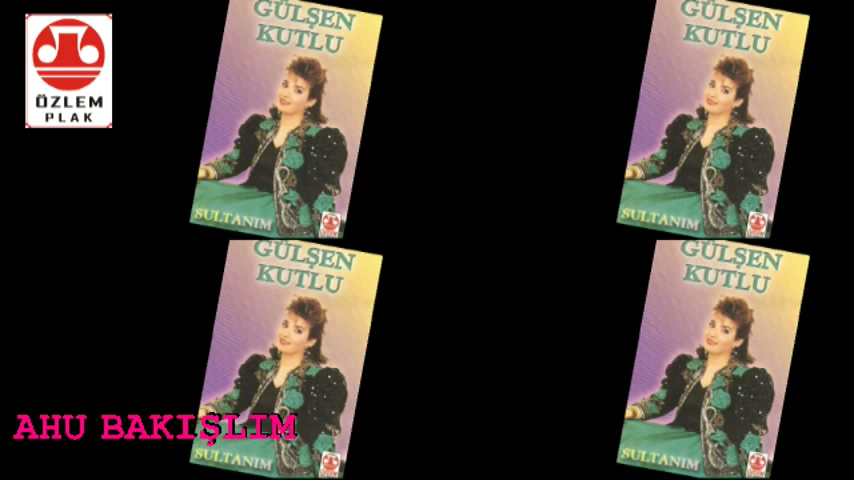 ÖZLEM
PLAK
GÜLŞEN
KUTLU
SULTANIM
GÜLŞEN
KUTLU
SULTANIM
GÜLŞEN
KUTLU
SULTANIM
GÜLŞEN
KUTLU
SULTANIM
AHU BAKIŞLIM